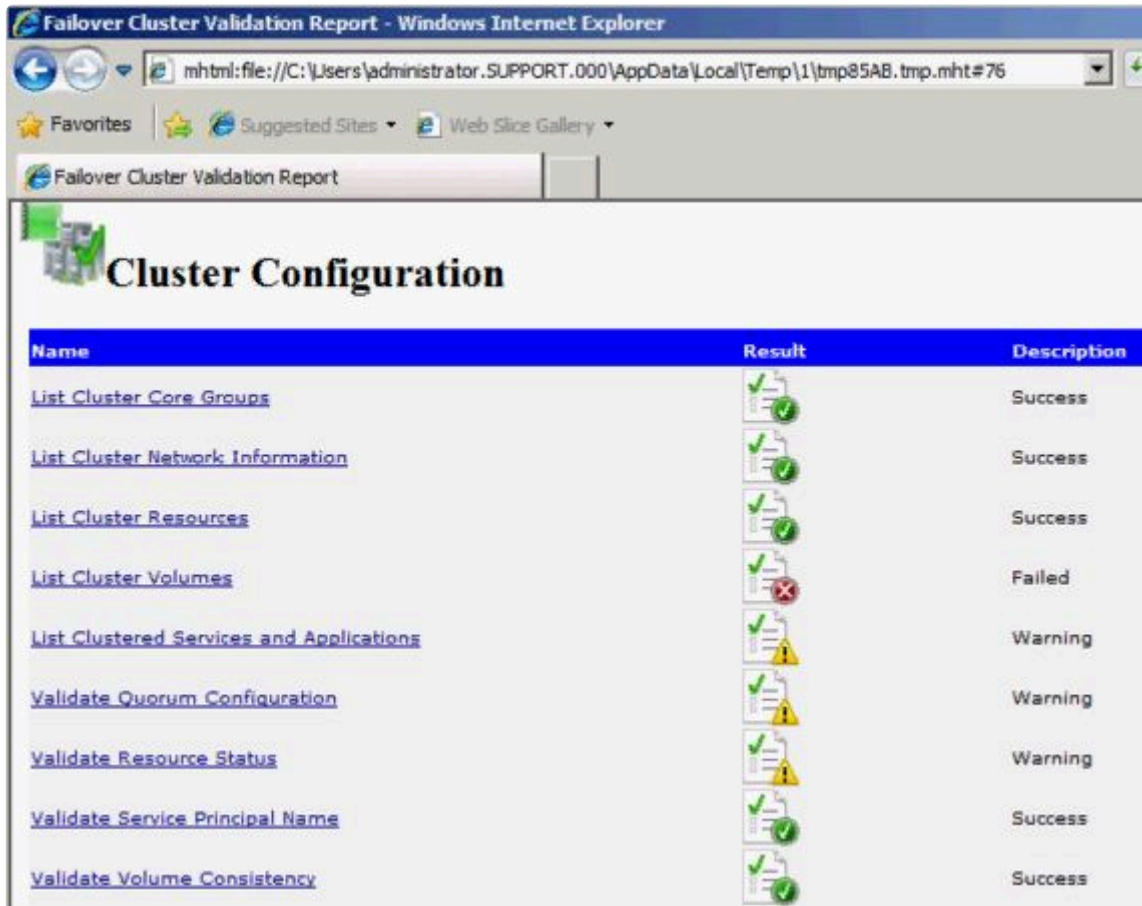 Failover Cluster Validation Report - Windows Internet Explorer
mhtml:file://C:\Users\administrator.SUPPORT.000\AppData\Local\Temp\1\tmp85AB.tmp.mht#76
Favorites Suggested Sites Web Slice Gallery
Failover Cluster Validation Report
Cluster Configuration
Name Result Description
List Cluster Core Groups Success
List Cluster Network Information Success
List Cluster Resources Success
List Cluster Volumes Failed
List Clustered Services and Applications Warning
Validate Quorum Configuration Warning
Validate Resource Status Warning
Validate Service Principal Name Success
Validate Volume Consistency Success